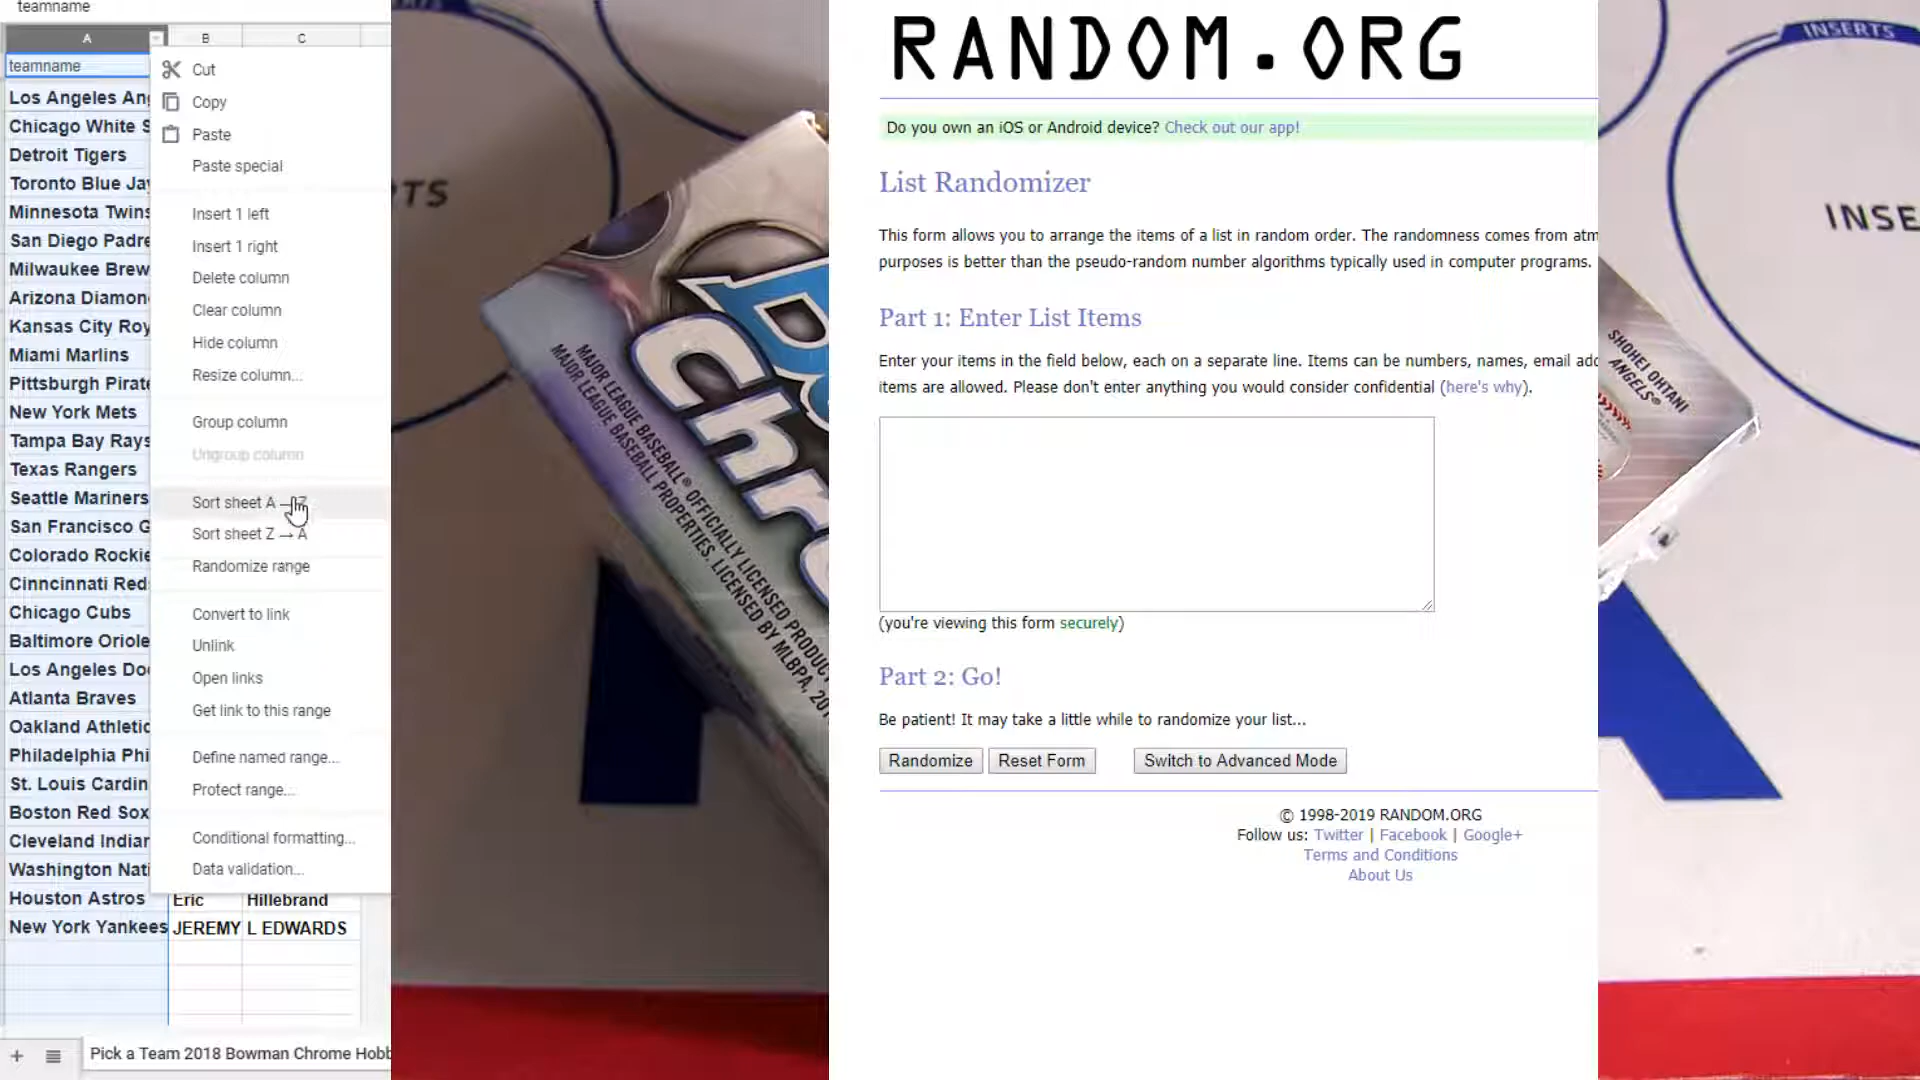 teamname
A B C
teamname
Los Angeles Ang
Chicago White S
Detroit Tigers
Toronto Blue Jay
Minnesota Twins
San Diego Padre
Milwaukee Brew
Arizona Diamon
Kansas City Roy
Miami Marlins
Pittsburgh Pirate
New York Mets
Tampa Bay Rays
Texas Rangers
Seattle Mariners
San Francisco G
Colorado Rockie
Cinncinnati Red
Chicago Cubs
Baltimore Oriole
Los Angeles Do
Atlanta Braves
Oakland Athletic
Philadelphia Phi
St. Louis Cardin
Boston Red Sox
Cleveland Indian
Washington Nati
Houston Astros Eric Hillebrand
New York Yankees JEREMY L EDWARDS
Pick a Team 2018 Bowman Chrome Hobb
Cut
Copy
Paste
Paste special
Insert 1 left
Insert 1 right
Delete column
Clear column
Hide column
Resize column...
Group column
Ungroup column
Sort sheet A → Z
Sort sheet Z → A
Randomize range
Convert to link
Unlink
Open links
Get link to this range
Define named range...
Protect range...
Conditional formatting...
Data validation...
RTS
Chro
MAJOR LEAGUE BASEBALL® OFFICIALLY LICENSED PRODUC
MAJOR LEAGUE BASEBALL PROPERTIES. LICENSED BY MLBPA, 201
RANDOM.ORG
Do you own an iOS or Android device? Check out our app!
List Randomizer
This form allows you to arrange the items of a list in random order. The randomness comes from atm
purposes is better than the pseudo-random number algorithms typically used in computer programs.
Part 1: Enter List Items
Enter your items in the field below, each on a separate line. Items can be numbers, names, email add
items are allowed. Please don't enter anything you would consider confidential (here's why).
(you're viewing this form securely)
Part 2: Go!
Be patient! It may take a little while to randomize your list...
Randomize Reset Form Switch to Advanced Mode
© 1998-2019 RANDOM.ORG
Follow us: Twitter | Facebook | Google+
Terms and Conditions
About Us
INSERTS
INSE
SHOHEI OHTANI
ANGELS®